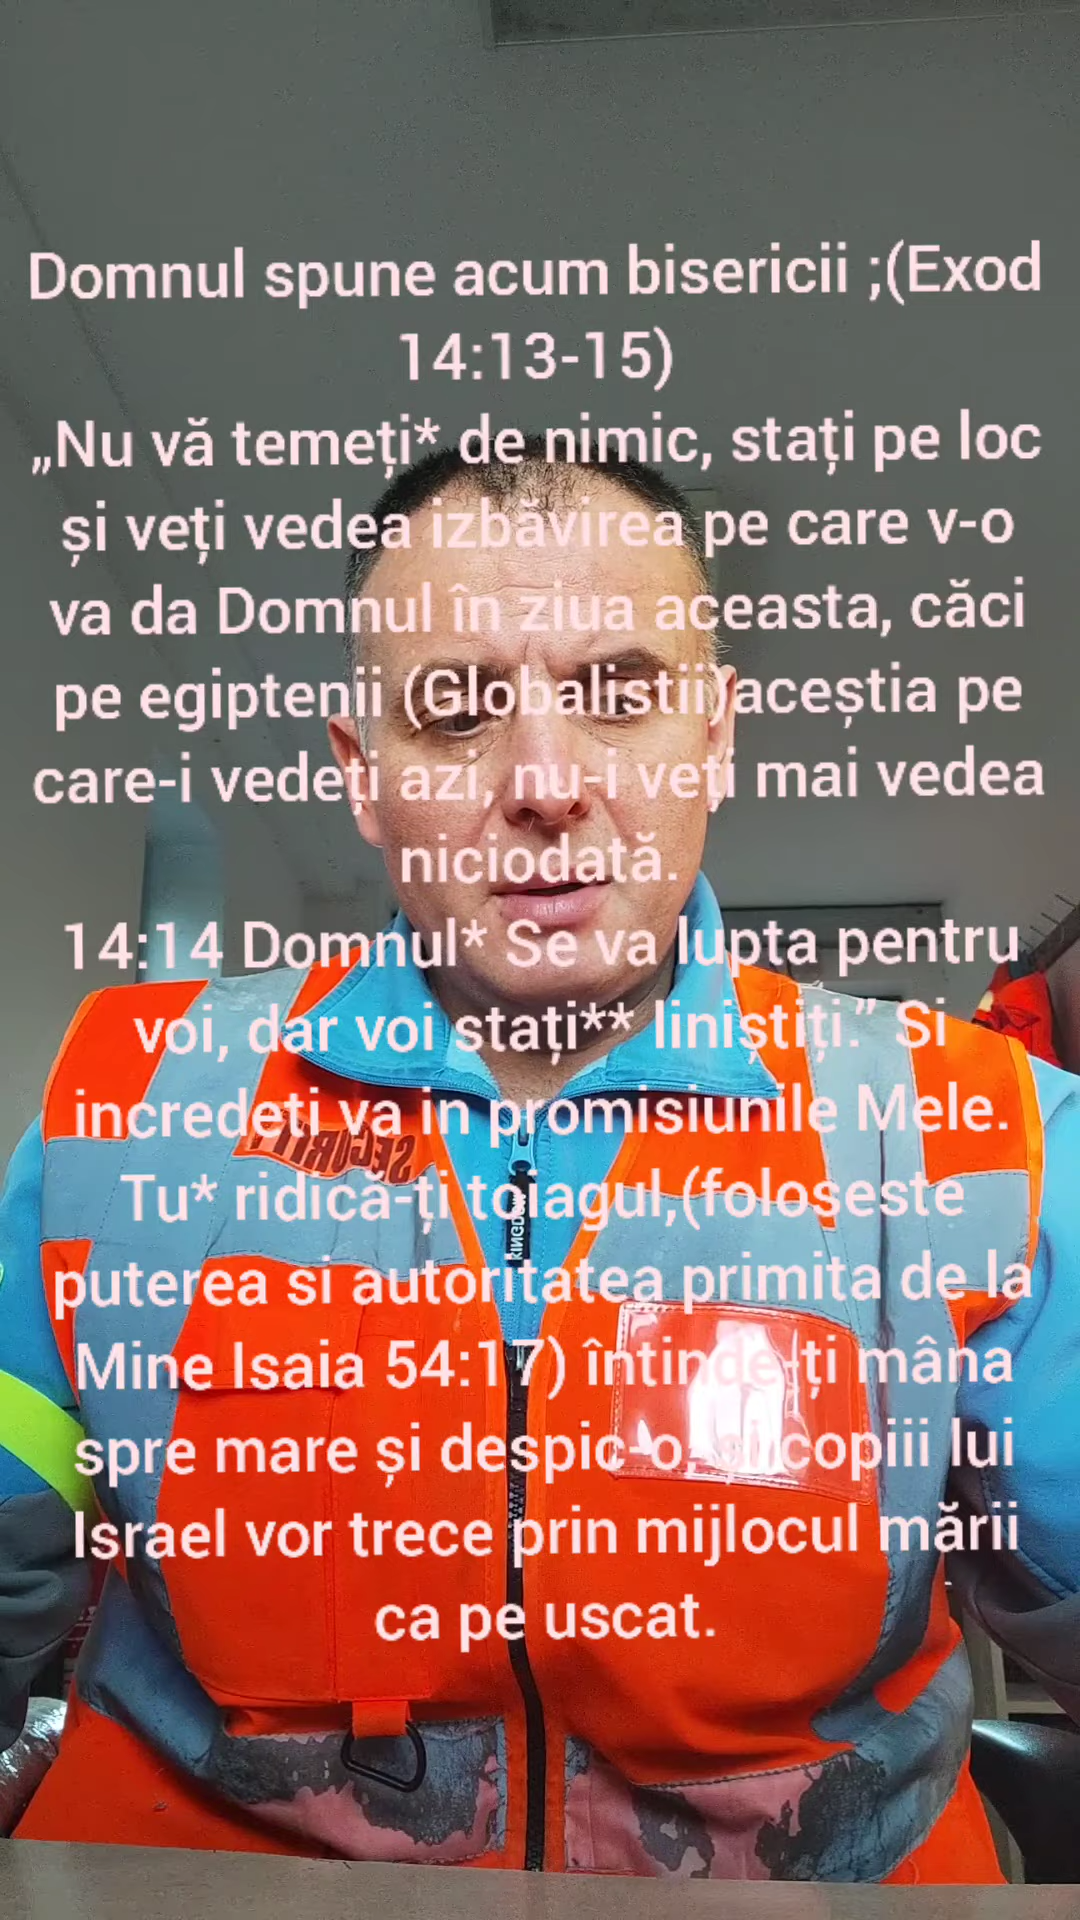 Domnul spune acum bisericii ;(Exod
14:13-15)
„Nu vă temeți* de nimic, stați pe loc
și veți vedea izbăvirea pe care v-o
va da Domnul în ziua aceasta, căci
pe egiptenii (Globalistii)aceștia pe
care-i vedeți azi, nu-i veți mai vedea
niciodată.
14:14 Domnul* Se va lupta pentru
voi, dar voi stați** liniștiți.” Si
incredeti va in promisiunile Mele.
SECURITY
Tu* ridică-ți toiagul,(foloseste
KINGDOM
puterea si autoritatea primita de la
Mine Isaia 54:17) întinde-ți mâna
spre mare și despic-o, și copiii lui
Israel vor trece prin mijlocul mării
ca pe uscat.